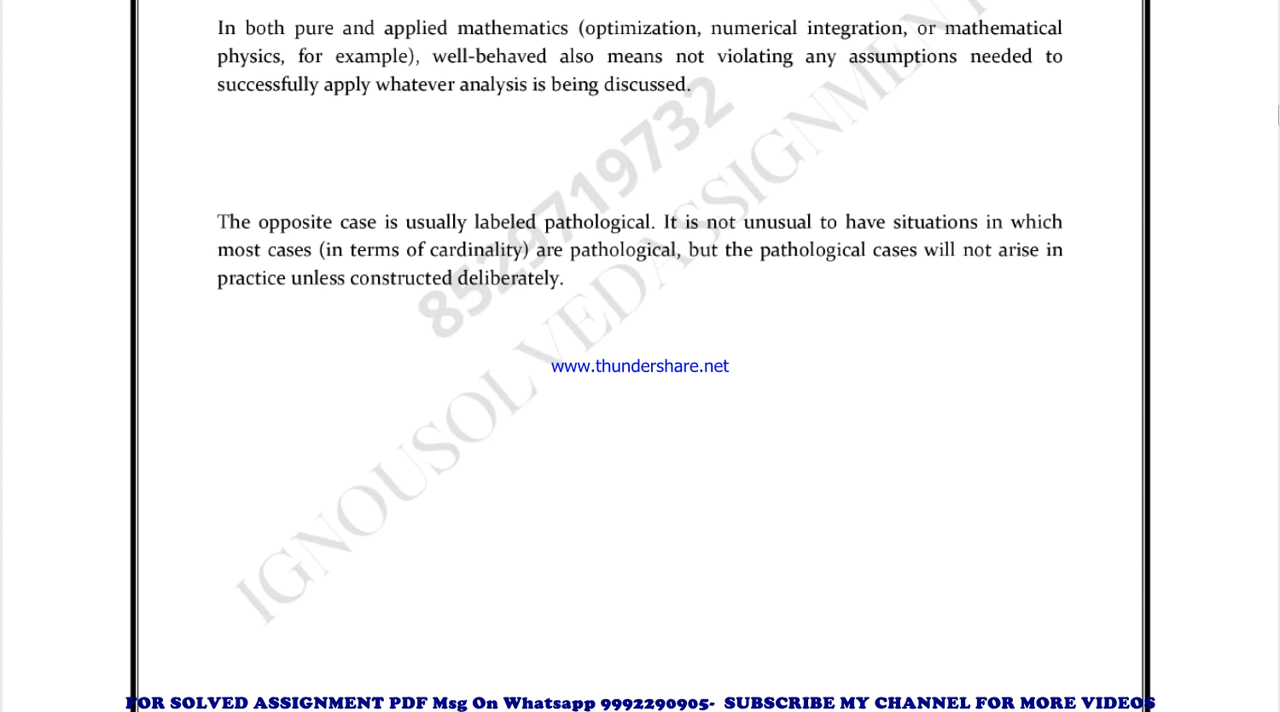 In both pure and applied mathematics (optimization, numerical integration, or mathematical
physics, for example), well-behaved also means not violating any assumptions needed to
successfully apply whatever analysis is being discussed.
The opposite case is usually labeled pathological. It is not unusual to have situations in which
most cases (in terms of cardinality) are pathological, but the pathological cases will not arise in
practice unless constructed deliberately.
8529719732
IGNOUSOLVEDASSIGNMENT
www.thundershare.net
FOR SOLVED ASSIGNMENT PDF Msg On Whatsapp 9992290905- SUBSCRIBE MY CHANNEL FOR MORE VIDEOS